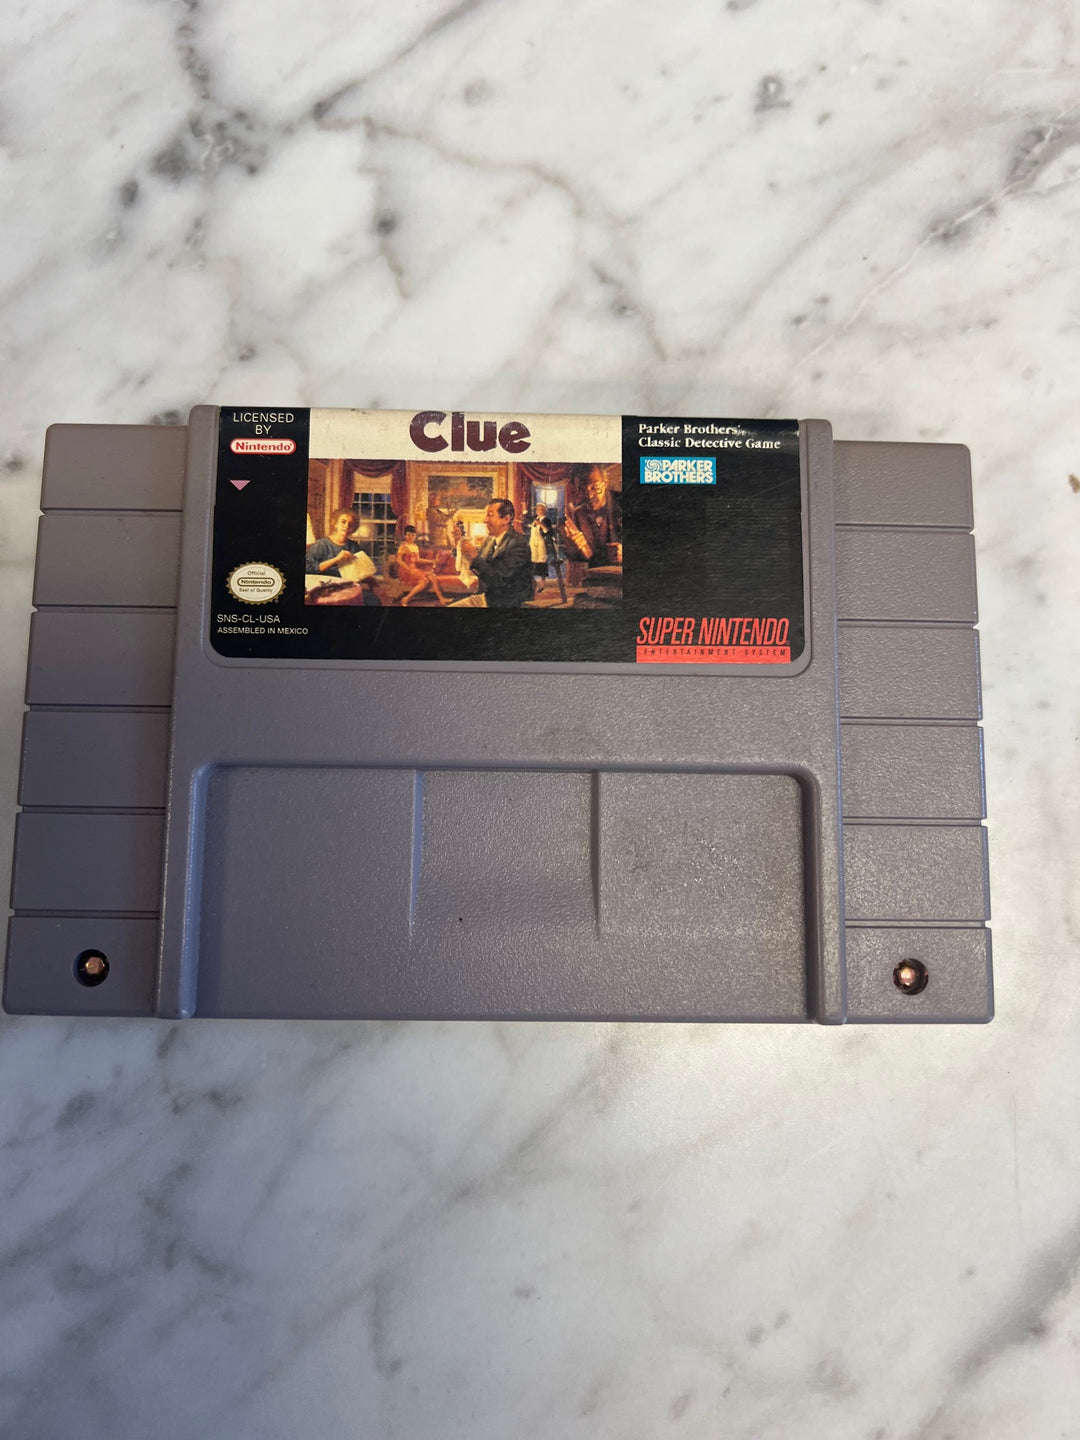 LICENSED
BY
Nintendo
Clue
Parker Brothers'
Classic Detective Game
PARKER
BROTHERS
Official
Nintendo
Seal of Quality
SNS-CL-USA
ASSEMBLED IN MEXICO
SUPER NINTENDO
ENTERTAINMENT SYSTEM